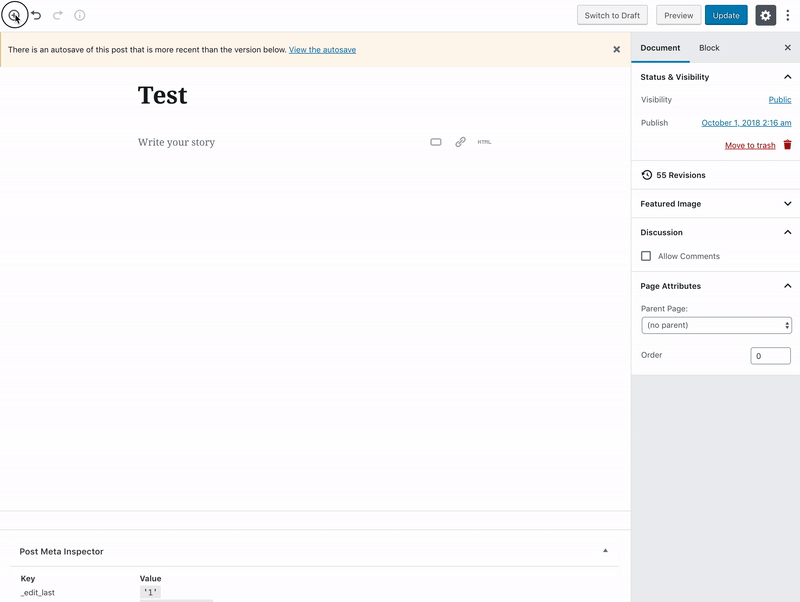 Switch to Draft Preview Update
There is an autosave of this post that is more recent than the version below. View the autosave
Document Block
Status & Visibility
Visibility Public
Publish October 1, 2018 2:16 am
Move to trash
55 Revisions
Featured Image
Discussion
Allow Comments
Page Attributes
Parent Page:
(no parent)
Order 0
Test
Write your story HTML
Post Meta Inspector
Key Value
_edit_last '1'